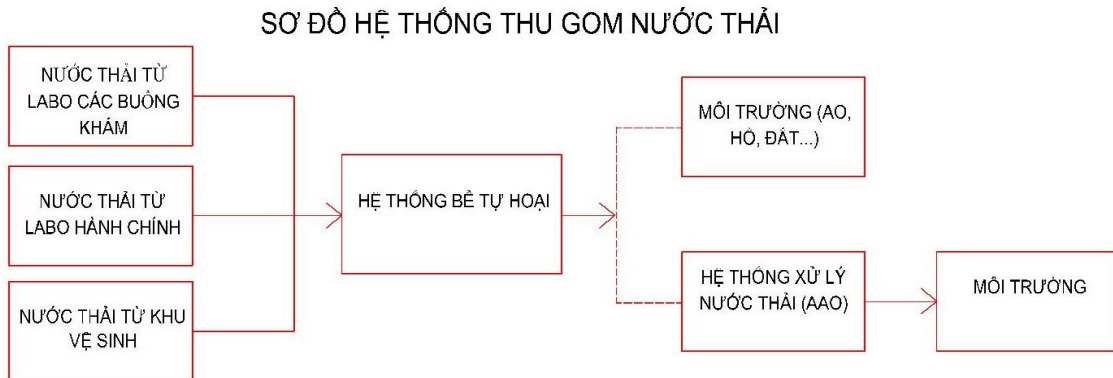 SƠ ĐỒ HỆ THỐNG THU GOM NƯỚC THẢI
NƯỚC THẢI TỪ
LABO CÁC BUỒNG
KHÁM
NƯỚC THẢI TỪ
LABO HÀNH CHÍNH
NƯỚC THẢI TỪ KHU
VỆ SINH
HỆ THỐNG BỂ TỰ HOẠI
MÔI TRƯỜNG (AO,
HỒ, ĐẤT...)
HỆ THỐNG XỬ LÝ
NƯỚC THẢI (AAO)
MÔI TRƯỜNG